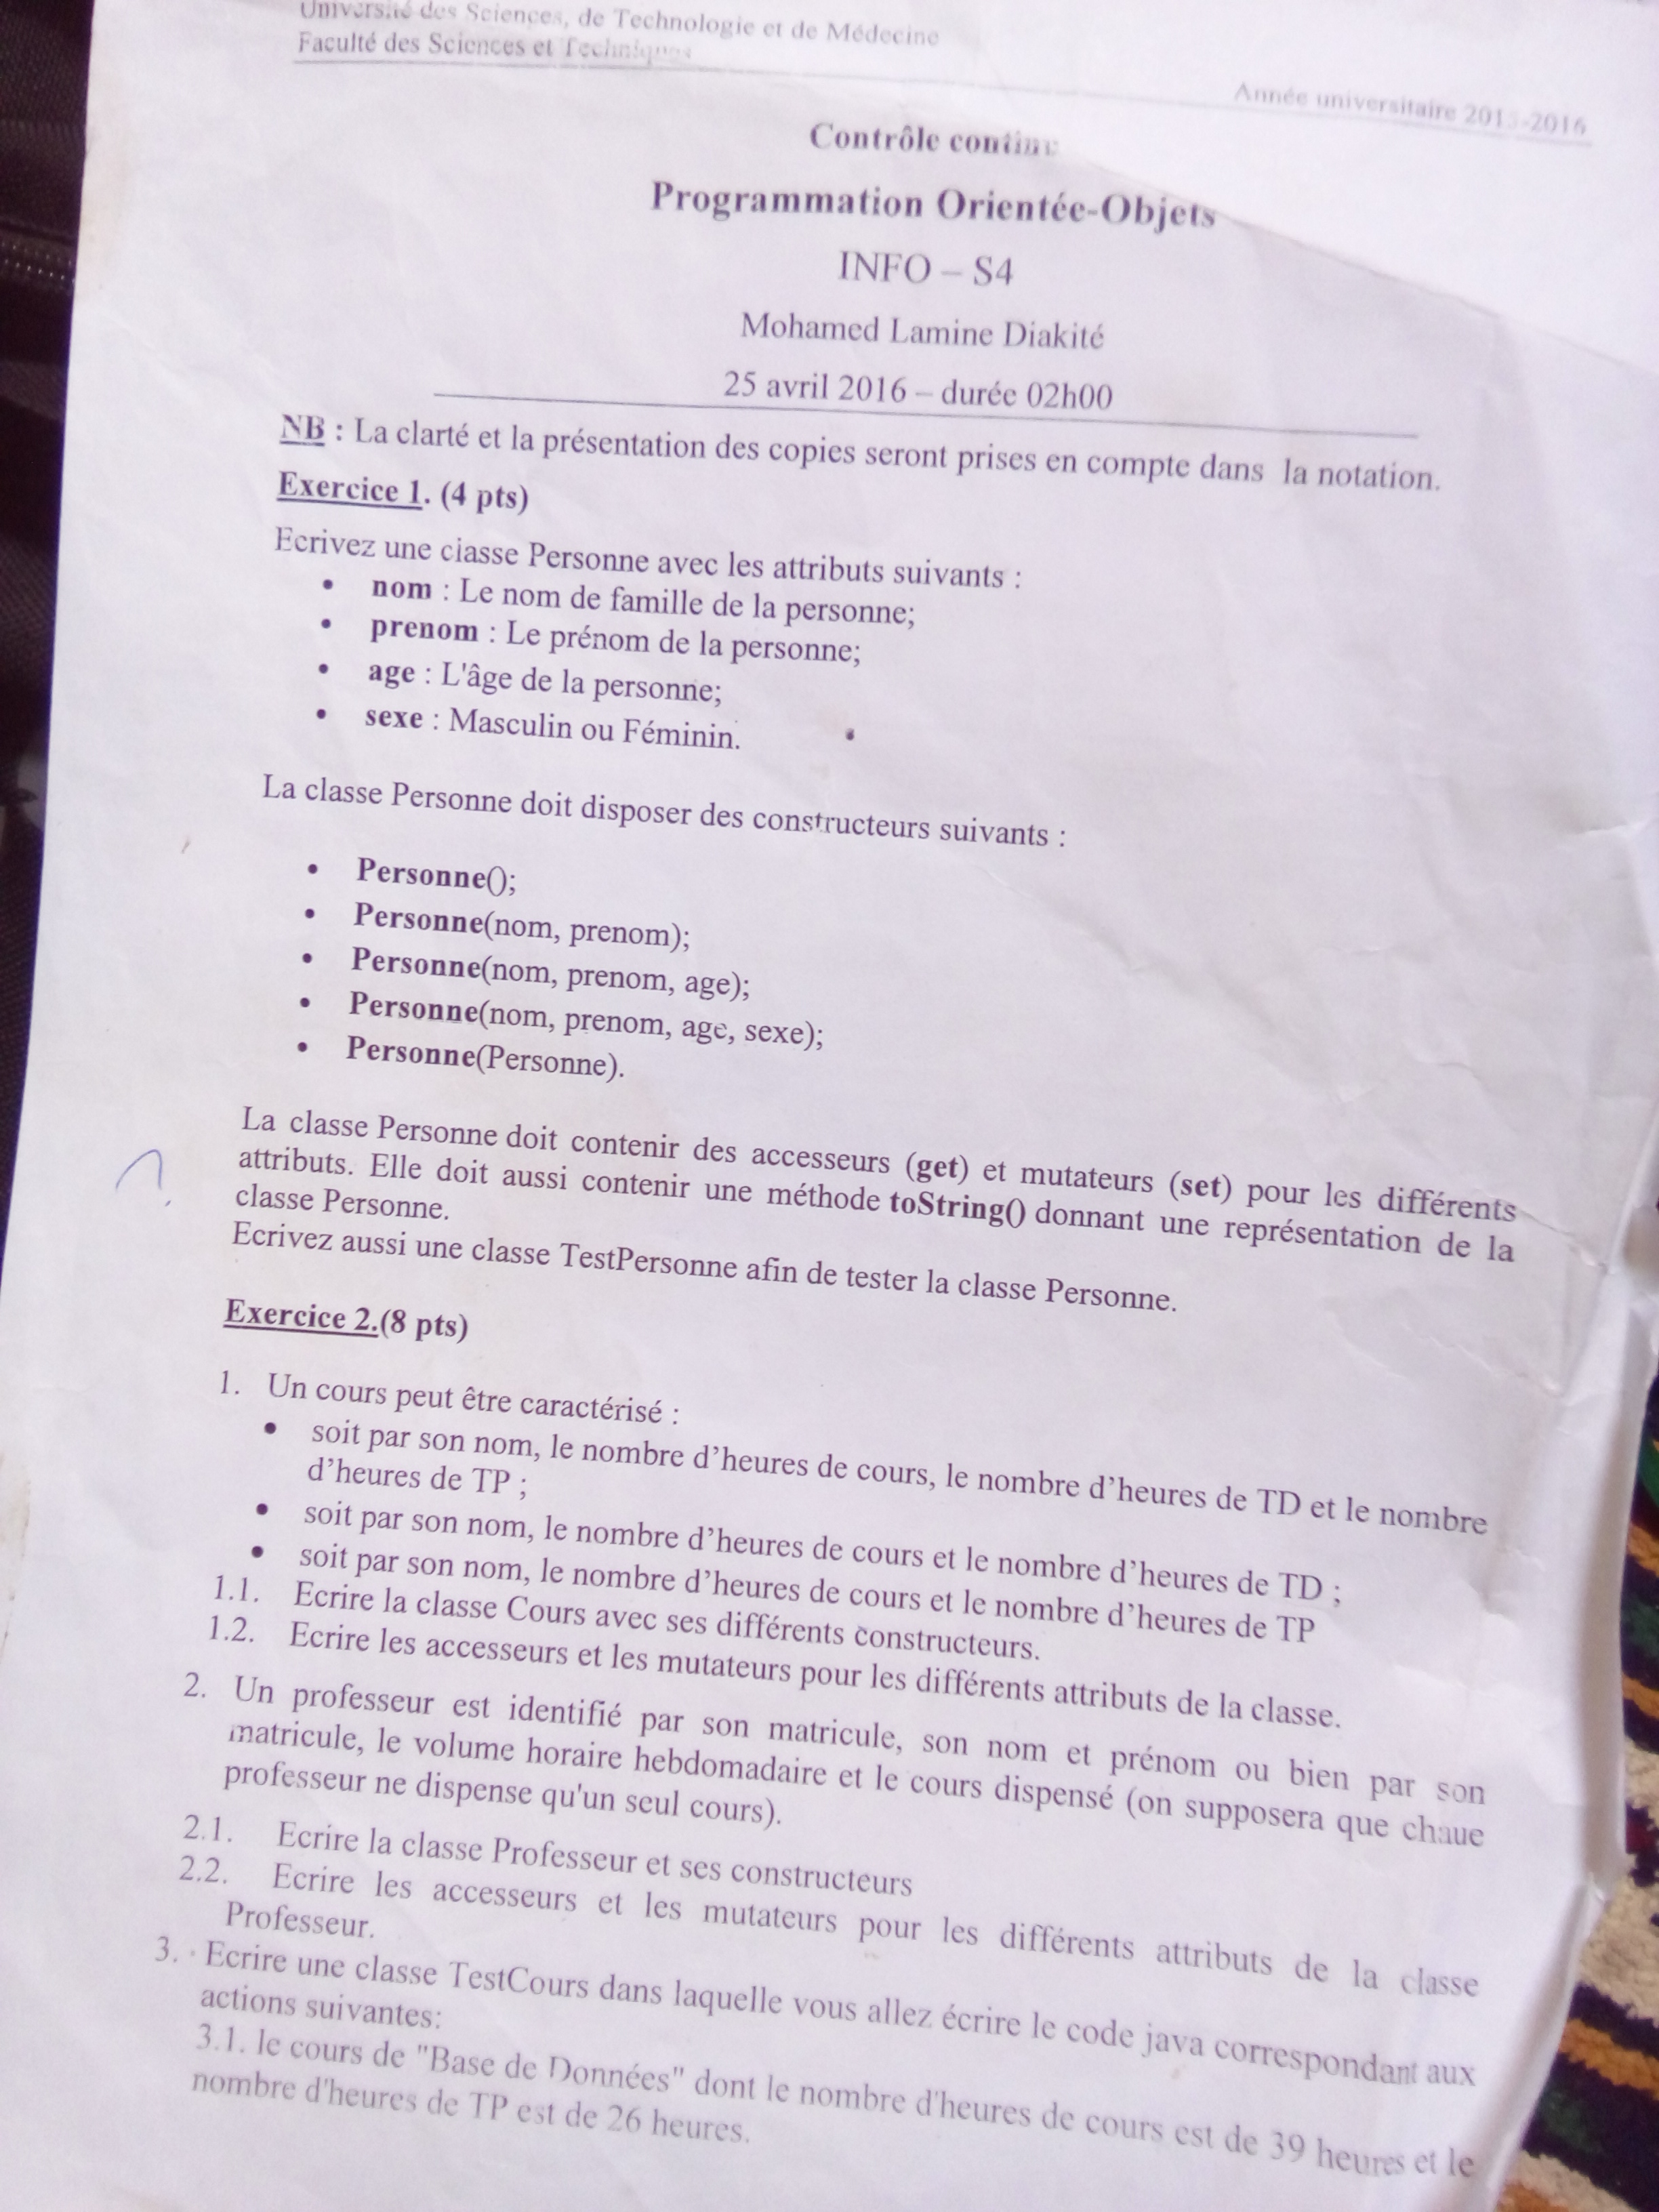 Université des Sciences, de Technologie et de Médecine
Faculté des Sciences et Techniques
Année universitaire 2015-2016
Contrôle continu
Programmation Orientée-Objets
INFO – S4
Mohamed Lamine Diakité
25 avril 2016 – durée 02h00
NB : La clarté et la présentation des copies seront prises en compte dans la notation.
Exercice 1. (4 pts)
Ecrivez une classe Personne avec les attributs suivants :
• nom : Le nom de famille de la personne;
• prenom : Le prénom de la personne;
• age : L'âge de la personne;
• sexe : Masculin ou Féminin.
La classe Personne doit disposer des constructeurs suivants :
• Personne();
• Personne(nom, prenom);
• Personne(nom, prenom, age);
• Personne(nom, prenom, age, sexe);
• Personne(Personne).
La classe Personne doit contenir des accesseurs (get) et mutateurs (set) pour les différents
attributs. Elle doit aussi contenir une méthode toString() donnant une représentation de la
classe Personne.
Ecrivez aussi une classe TestPersonne afin de tester la classe Personne.
Exercice 2.(8 pts)
1. Un cours peut être caractérisé :
• soit par son nom, le nombre d'heures de cours, le nombre d'heures de TD et le nombre
d'heures de TP ;
• soit par son nom, le nombre d'heures de cours et le nombre d'heures de TD ;
• soit par son nom, le nombre d'heures de cours et le nombre d'heures de TP
1.1. Ecrire la classe Cours avec ses différents constructeurs.
1.2. Ecrire les accesseurs et les mutateurs pour les différents attributs de la classe.
2. Un professeur est identifié par son matricule, son nom et prénom ou bien par son
matricule, le volume horaire hebdomadaire et le cours dispensé (on supposera que chaue
professeur ne dispense qu'un seul cours).
2.1. Ecrire la classe Professeur et ses constructeurs
2.2. Ecrire les accesseurs et les mutateurs pour les différents attributs de la classe
Professeur.
3. Ecrire une classe TestCours dans laquelle vous allez écrire le code java correspondant aux
actions suivantes:
3.1. le cours de "Base de Données" dont le nombre d'heures de cours est de 39 heures et le
nombre d'heures de TP est de 26 heures.